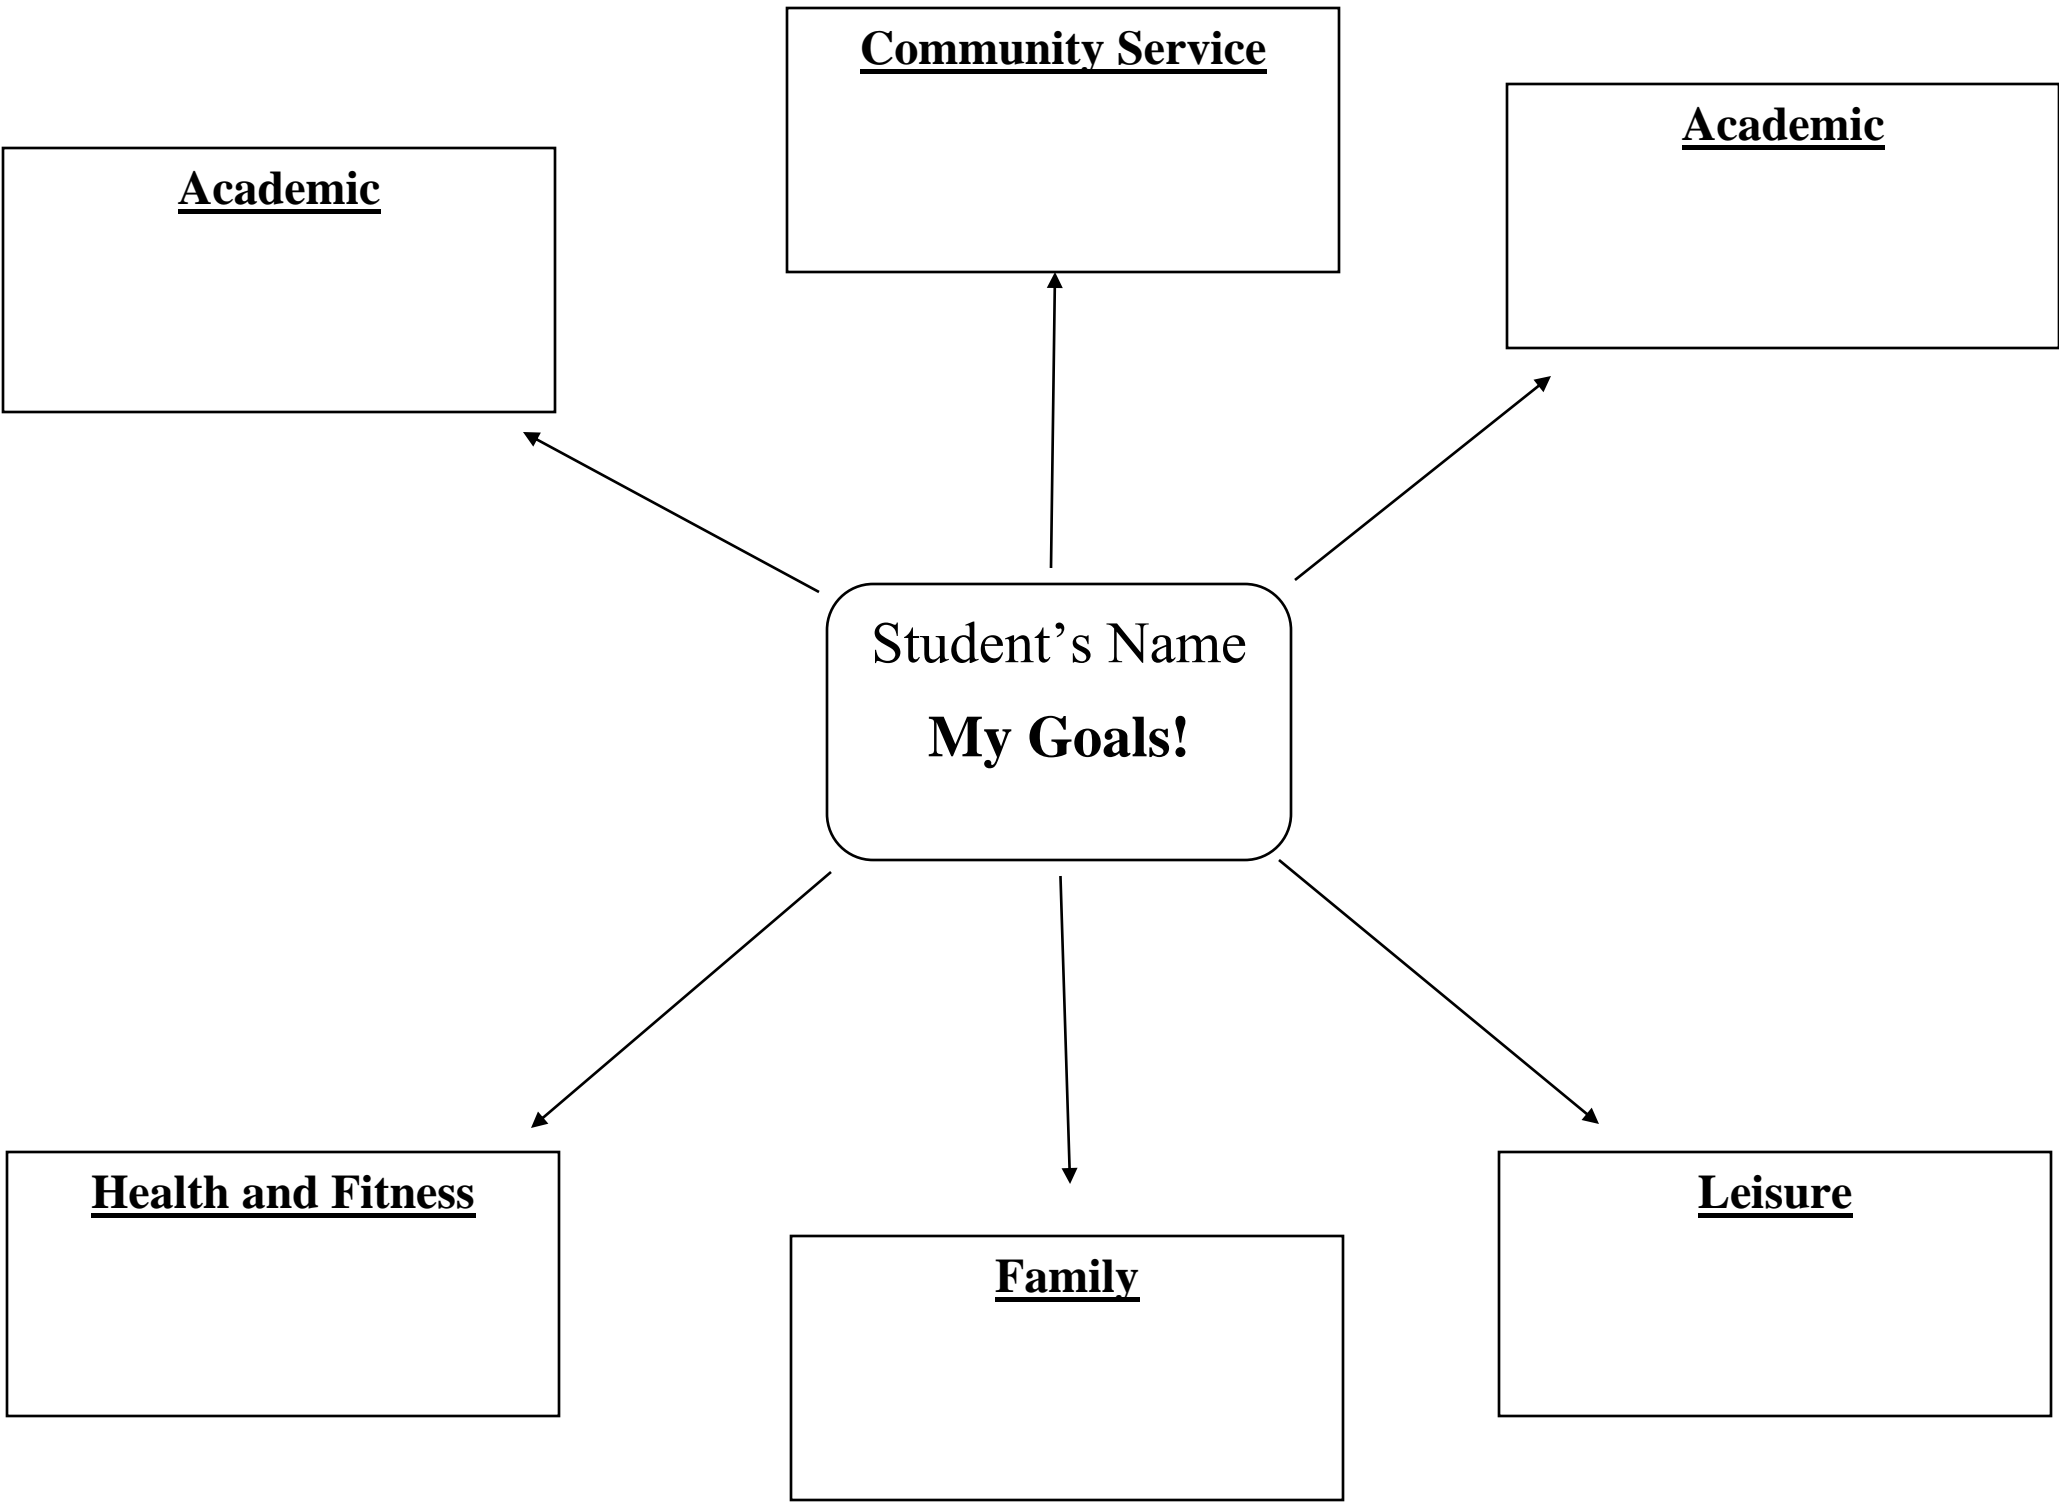 Community Service
Academic
Academic
Student’s Name
My Goals!
Health and Fitness
Leisure
Family